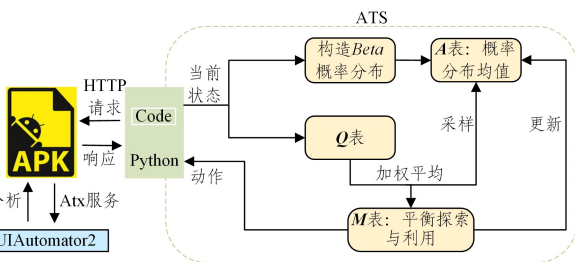 ATS
构造Beta
概率分布
A表：概率
分布均值
当前
状态
HTTP
请求
Code
Python
响应
APK
Q表
采样
更新
加权平均
动作
M表：平衡探索
与利用
析
Atx服务
UIAutomator2